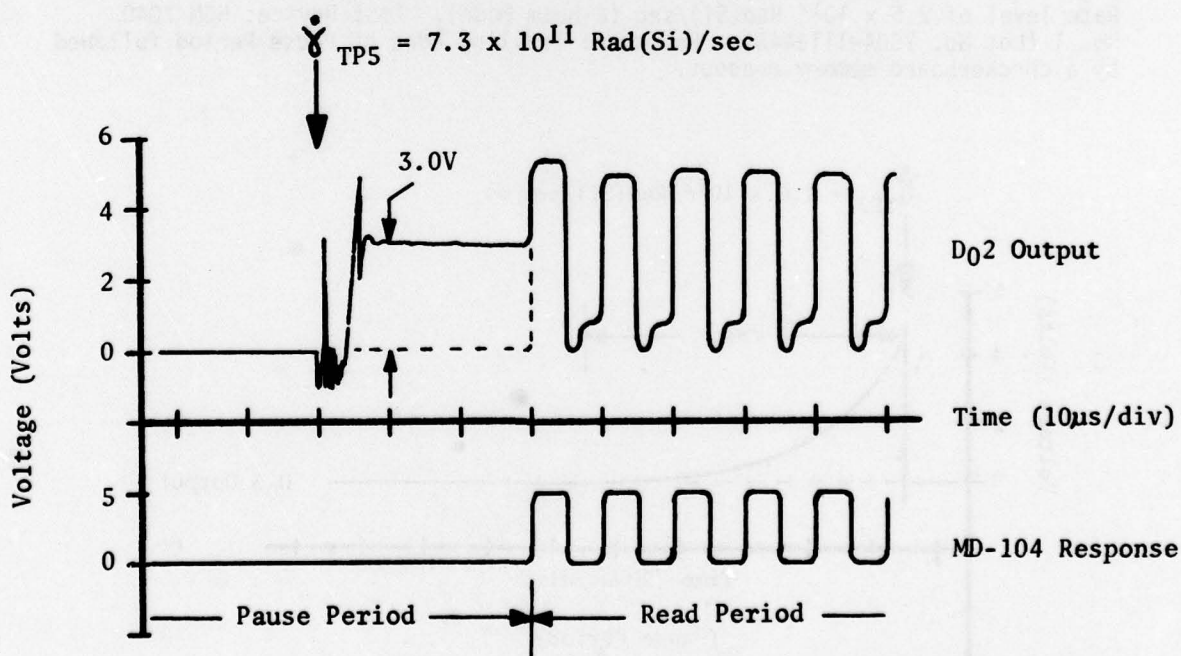 γ̇TP5 = 7.3 x 10^11 Rad(Si)/sec
6
3.0V
4
D02 Output
2
0
Voltage (Volts)
Time (10µs/div)
5
MD-104 Response
0
Pause Period
Read Period